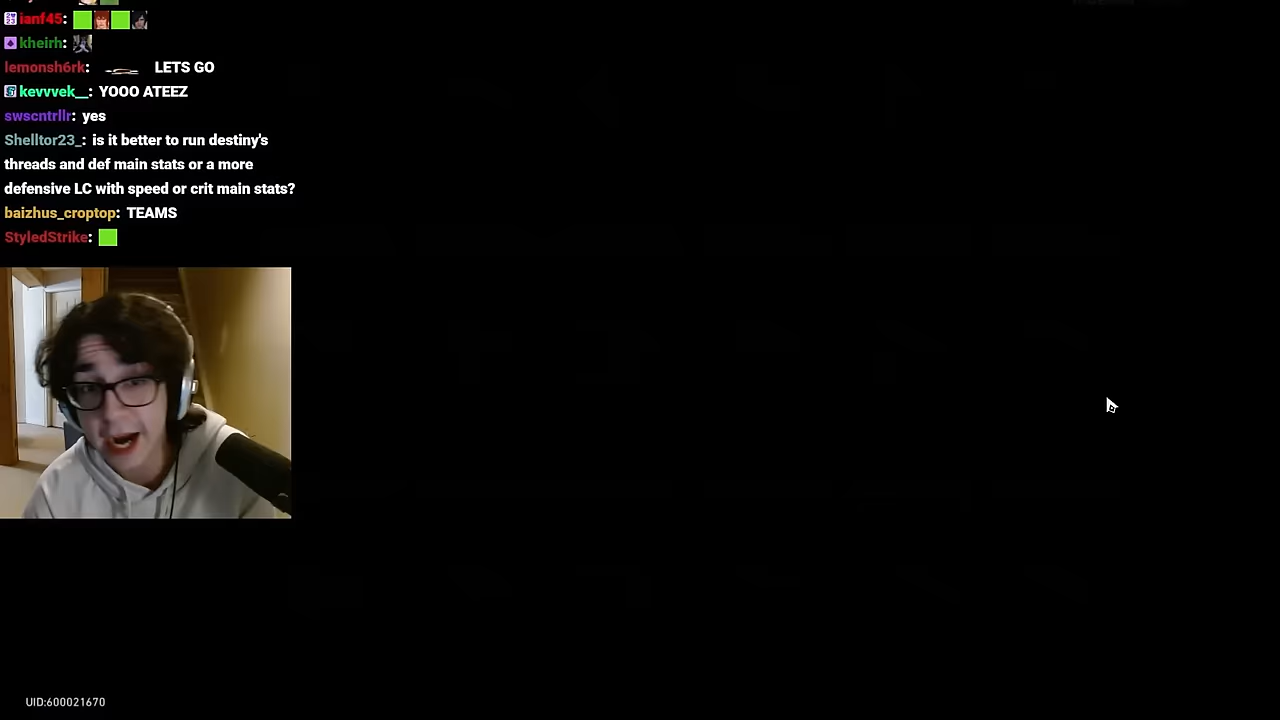 ianf45:
kheirh:
lemonsh6rk: LETS GO
kevvvek__: YOOO ATEEZ
swscntrllr: yes
Shelltor23_: is it better to run destiny's
threads and def main stats or a more
defensive LC with speed or crit main stats?
baizhus_croptop: TEAMS
StyledStrike:
UID:600021670